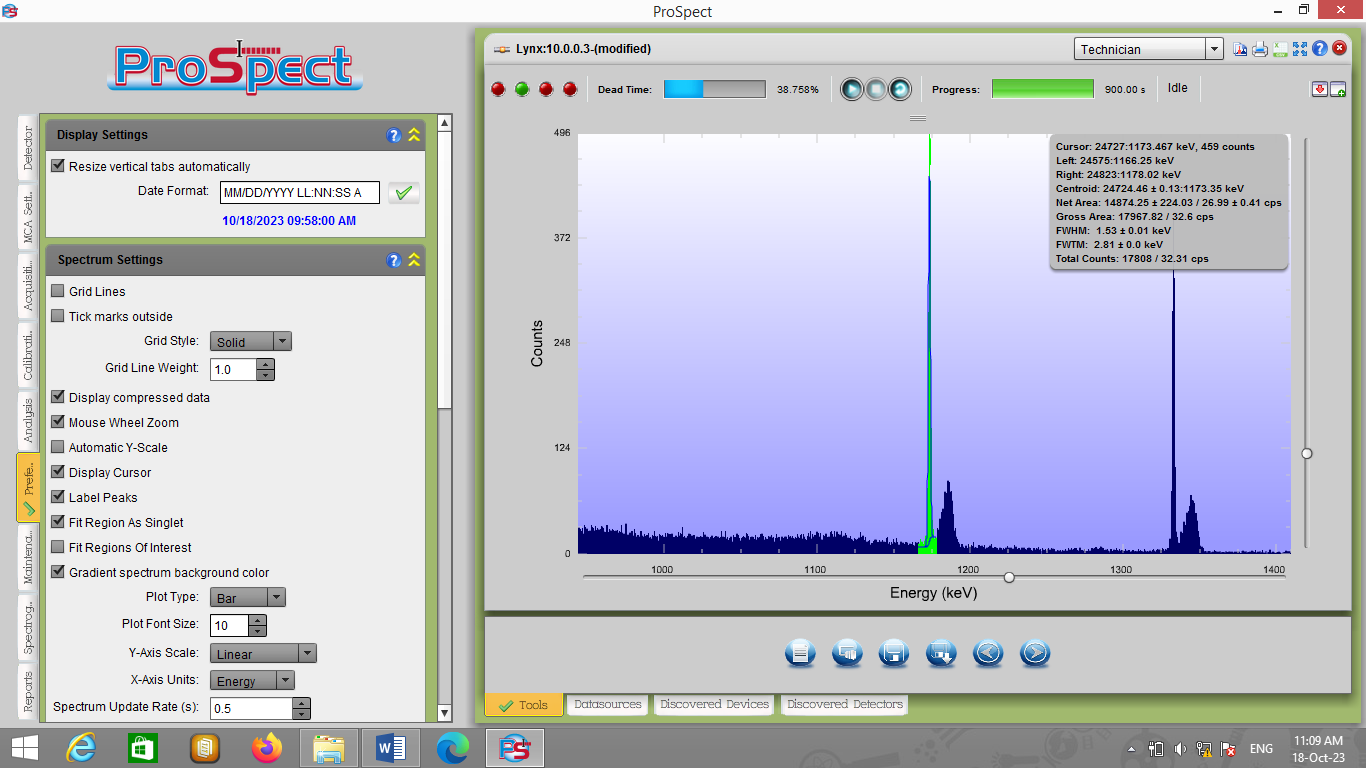 ProSpect
ProSpect
Detector
MCA Sett..
Acquisiti..
Calibrati..
Analysis
Prefe..
Maintend..
Spectrog..
Reports
Display Settings
Resize vertical tabs automatically
Date Format: MM/DD/YYYY LL:NN:SS A
10/18/2023 09:58:00 AM
Spectrum Settings
Grid Lines
Tick marks outside
Grid Style: Solid
Grid Line Weight: 1.0
Display compressed data
Mouse Wheel Zoom
Automatic Y-Scale
Display Cursor
Label Peaks
Fit Region As Singlet
Fit Regions Of Interest
Gradient spectrum background color
Plot Type: Bar
Plot Font Size: 10
Y-Axis Scale: Linear
X-Axis Units: Energy
Spectrum Update Rate (s): 0.5
Lynx:10.0.0.3-(modified)
Technician
Dead Time: 38.758%
Progress: 900.00 s
Idle
496
372
248
124
0
Counts
Cursor: 24727:1173.467 keV, 459 counts
Left: 24575:1166.25 keV
Right: 24823:1178.02 keV
Centroid: 24724.46 ± 0.13:1173.35 keV
Net Area: 14874.25 ± 224.03 / 26.99 ± 0.41 cps
Gross Area: 17967.82 / 32.6 cps
FWHM: 1.53 ± 0.01 keV
FWTM: 2.81 ± 0.0 keV
Total Counts: 17808 / 32.31 cps
1000 1100 1200 1300 1400
Energy (keV)
Tools
Datasources
Discovered Devices
Discovered Detectors
ENG
11:09 AM
18-Oct-23